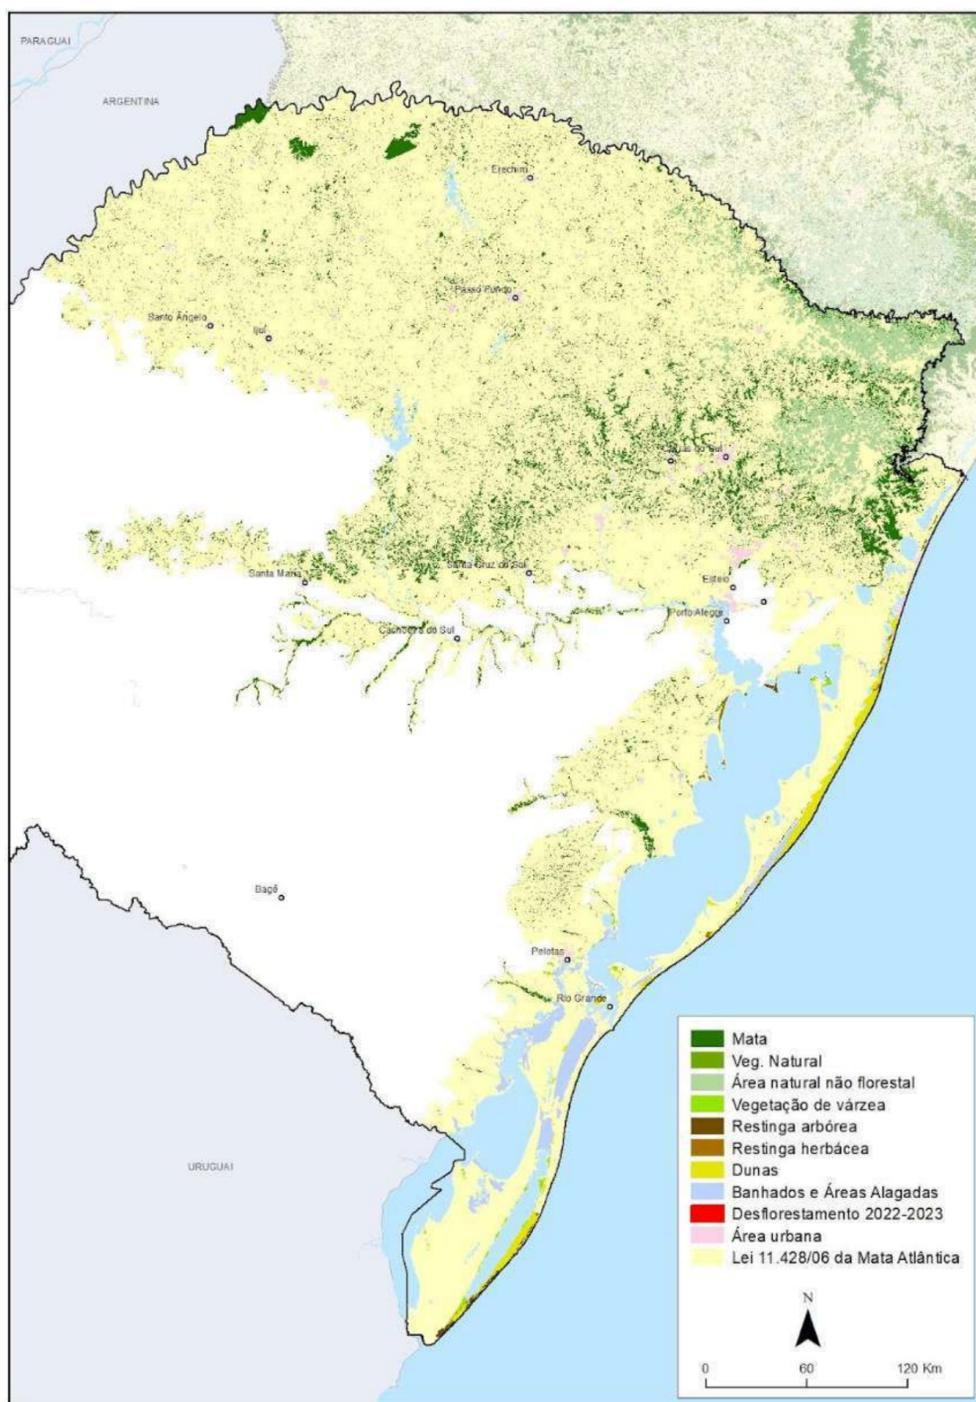 PARAGUAI
ARGENTINA
Erechim
Passo Fundo
Santo Ângelo
Ijuí
Caxias do Sul
Santa Maria
Santa Cruz do Sul
Esteio
Porto Alegre
Cachoeira do Sul
Bagé
Pelotas
Rio Grande
URUGUAI
Mata
Veg. Natural
Área natural não florestal
Vegetação de várzea
Restinga arbórea
Restinga herbácea
Dunas
Banhados e Áreas Alagadas
Desflorestamento 2022-2023
Área urbana
Lei 11.428/06 da Mata Atlântica
N
0 60 120 Km